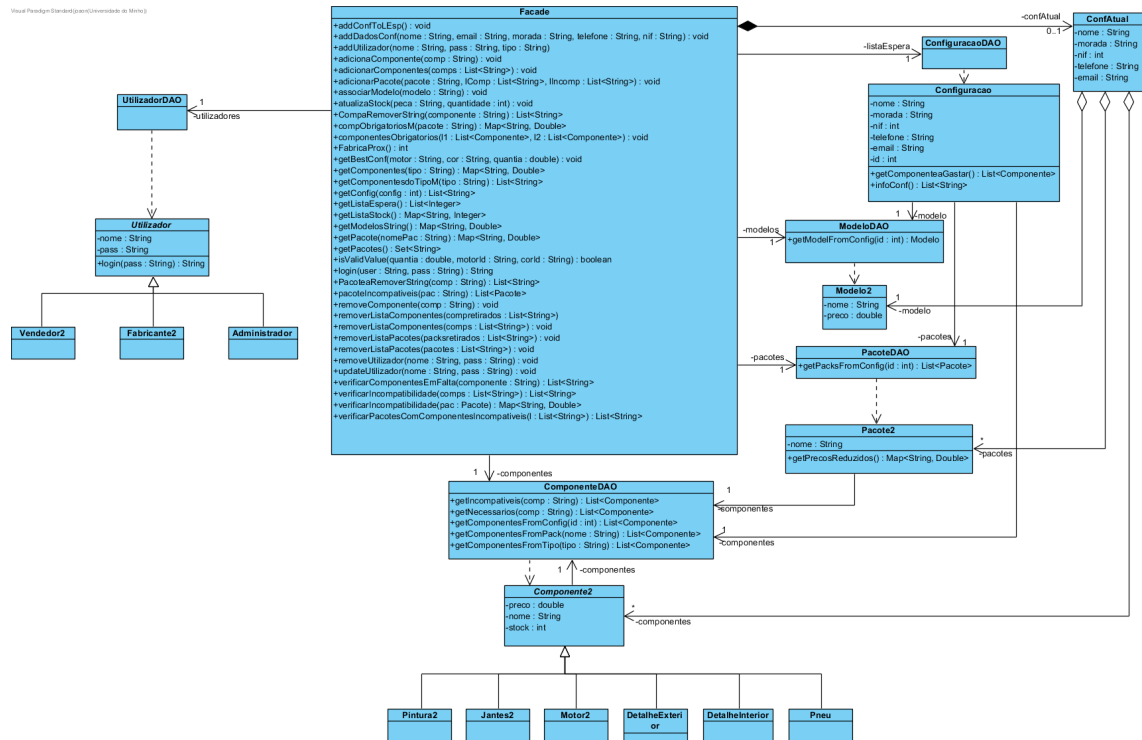 Visual Paradigm Standard(joaon(Universidade do Minho))
Facade
+addConfToLEsp() : void
+addDadosConf(nome : String, email : String, morada : String, telefone : String, nif : String) : void
+addUtilizador(nome : String, pass : String, tipo : String)
+adicionaComponente(comp : String) : void
+adicionarComponentes(comps : List<String>) : void
+adicionarPacote(pacote : String, lComp : List<String>, lIncomp : List<String>) : void
+associarModelo(modelo : String) : void
+atualizaStock(peca : String, quantidade : int) : void
+CompaRemoverString(componente : String) : List<String>
+compObrigatoriosM(pacote : String) : Map<String, Double>
+componentesObrigatorios(l1 : List<Componente>, l2 : List<Componente>) : void
+FabricaProx() : int
+getBestConf(motor : String, cor : String, quantia : double) : void
+getComponentes(tipo : String) : Map<String, Double>
+getComponentesdoTipoM(tipo : String) : List<String>
+getConfig(config : int) : List<String>
+getListaEspera() : List<Integer>
+getListaStock() : Map<String, Integer>
+getModelosString() : Map<String, Double>
+getPacote(nomePac : String) : Map<String, Double>
+getPacotes() : Set<String>
+isValidValue(quantia : double, motorId : String, corId : String) : boolean
+login(user : String, pass : String) : String
+PacoteaRemoverString(comp : String) : List<String>
+pacoteIncompativeis(pac : String) : List<Pacote>
+removeComponente(comp : String) : void
+removerListaComponentes(compretirados : List<String>)
+removerListaComponentes(comps : List<String>) : void
+removerListaPacotes(packsretirados : List<String>) : void
+removerListaPacotes(pacotes : List<String>) : void
+removeUtilizador(nome : String, pass : String) : void
+updateUtilizador(nome : String, pass : String) : void
+verificarComponentesEmFalta(componente : String) : List<String>
+verificarIncompatibilidade(comps : List<String>) : List<String>
+verificarIncompatibilidade(pac : Pacote) : Map<String, Double>
+verificarPacotesComComponentesIncompativeis(l : List<String>) : List<String>
-confAtual
0..1
ConfAtual
-nome : String
-morada : String
-nif : int
-telefone : String
-email : String
-listaEspera
1
ConfiguracaoDAO
Configuracao
-nome : String
-morada : String
-nif : int
-telefone : String
-email : String
-id : int
+getComponenteaGastar() : List<Componente>
+infoConf() : List<String>
UtilizadorDAO
1
-utilizadores
Utilizador
-nome : String
-pass : String
+login(pass : String) : String
Vendedor2
Fabricante2
Administrador
1
-modelo
-modelos
1
ModeloDAO
+getModelFromConfig(id : int) : Modelo
Modelo2
-nome : String
-preco : double
1
-modelo
-pacotes
1
-pacotes
1
PacoteDAO
+getPacksFromConfig(id : int) : List<Pacote>
Pacote2
-nome : String
+getPrecosReduzidos() : Map<String, Double>
*
-pacotes
1
-componentes
ComponenteDAO
+getIncompativeis(comp : String) : List<Componente>
+getNecessarios(comp : String) : List<Componente>
+getComponentesFromConfig(id : int) : List<Componente>
+getComponentesFromPack(nome : String) : List<Componente>
+getComponentesFromTipo(tipo : String) : List<Componente>
1
-componentes
1
-componentes
1
-componentes
Componente2
-preco : double
-nome : String
-stock : int
*
-componentes
Pintura2
Jantes2
Motor2
DetalheExteri
or
DetalheInterior
Pneu